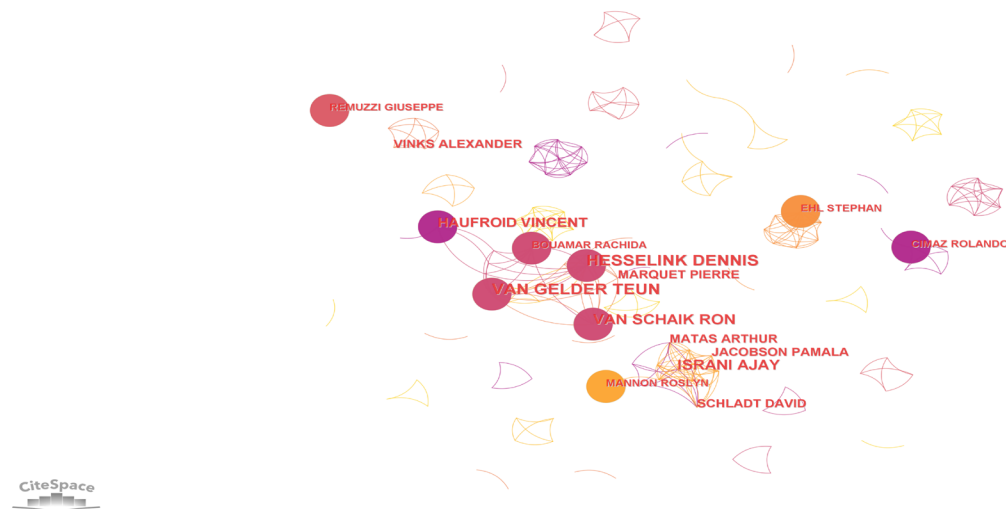 REMUZZI GIUSEPPE
VINKS ALEXANDER
EHL STEPHAN
HAUFROID VINCENT
BOUAMAR RACHIDA
CIMAZ ROLANDO
HESSELINK DENNIS
MARQUET PIERRE
VAN GELDER TEUN
VAN SCHAIK RON
MATAS ARTHUR
JACOBSON PAMALA
ISRANI AJAY
MANNON ROSLYN
SCHLADT DAVID
CiteSpace